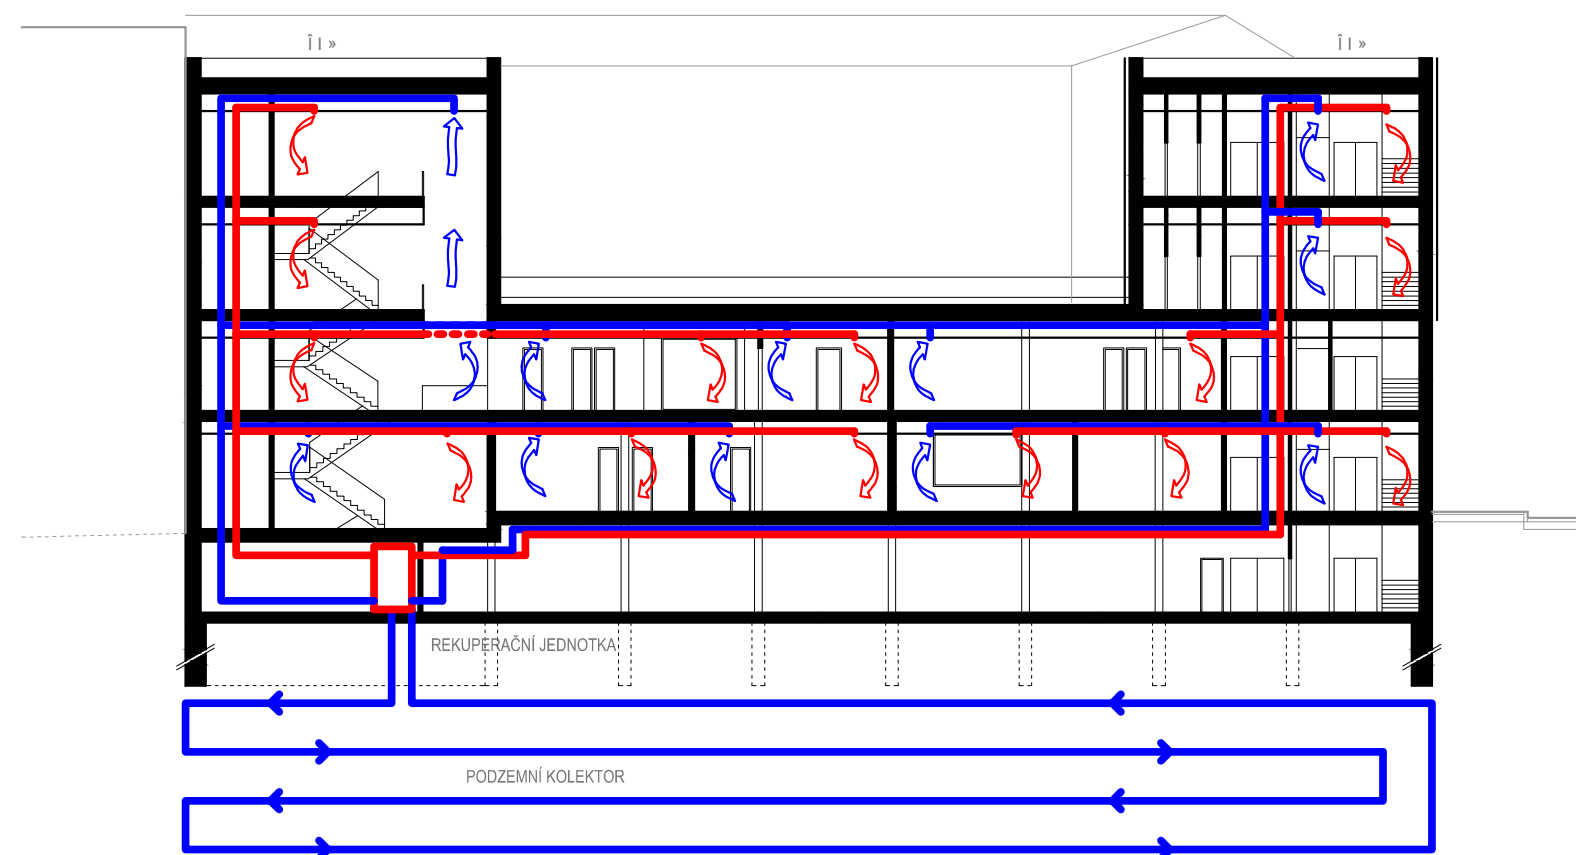 Î I » Î I »
REKUPERAČNÍ JEDNOTKA
PODZEMNÍ KOLEKTOR